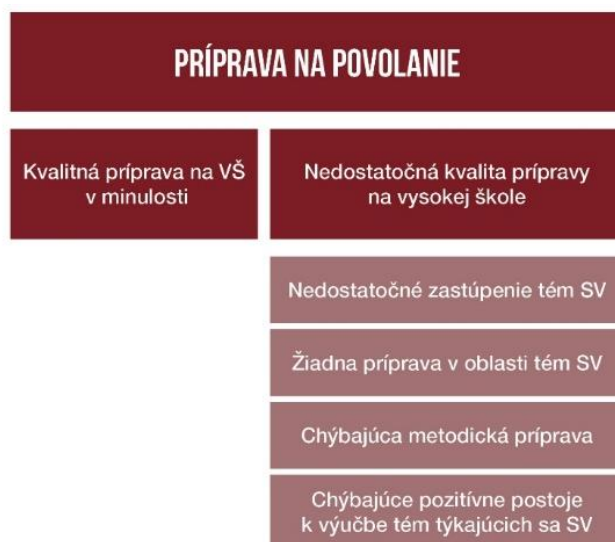 PRÍPRAVA NA POVOLANIE
Kvalitná príprava na VŠ
v minulosti
Nedostatočná kvalita prípravy
na vysokej škole
Nedostatočné zastúpenie tém SV
Žiadna príprava v oblasti tém SV
Chýbajúca metodická príprava
Chýbajúce pozitívne postoje
k výučbe tém týkajúcich sa SV